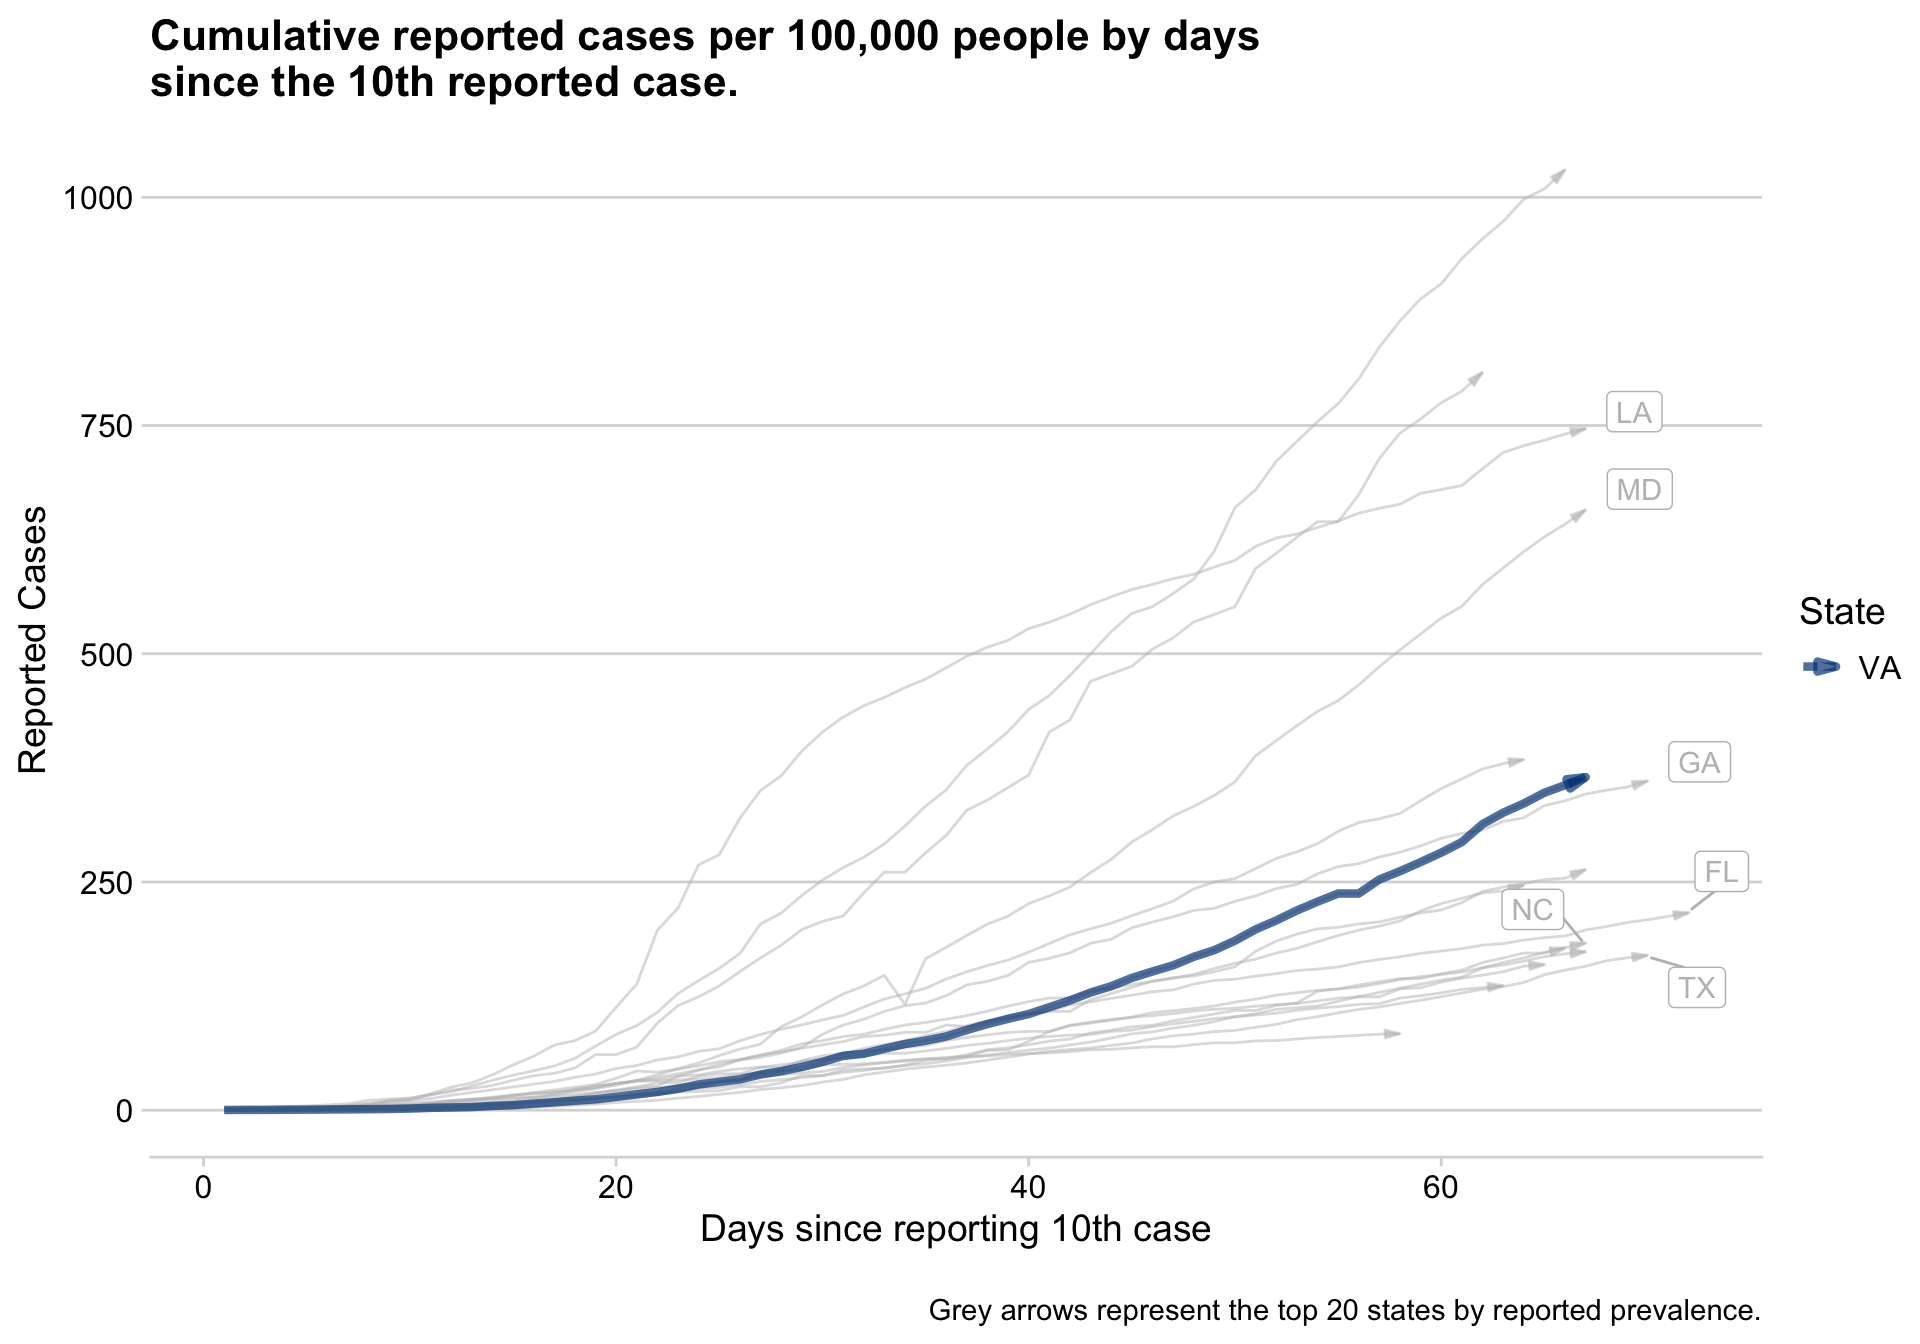 Cumulative reported cases per 100,000 people by days
since the 10th reported case.
1000
750
500
250
0
Reported Cases
LA
MD
GA
FL
NC
TX
State
VA
0
20
40
60
Days since reporting 10th case
Grey arrows represent the top 20 states by reported prevalence.